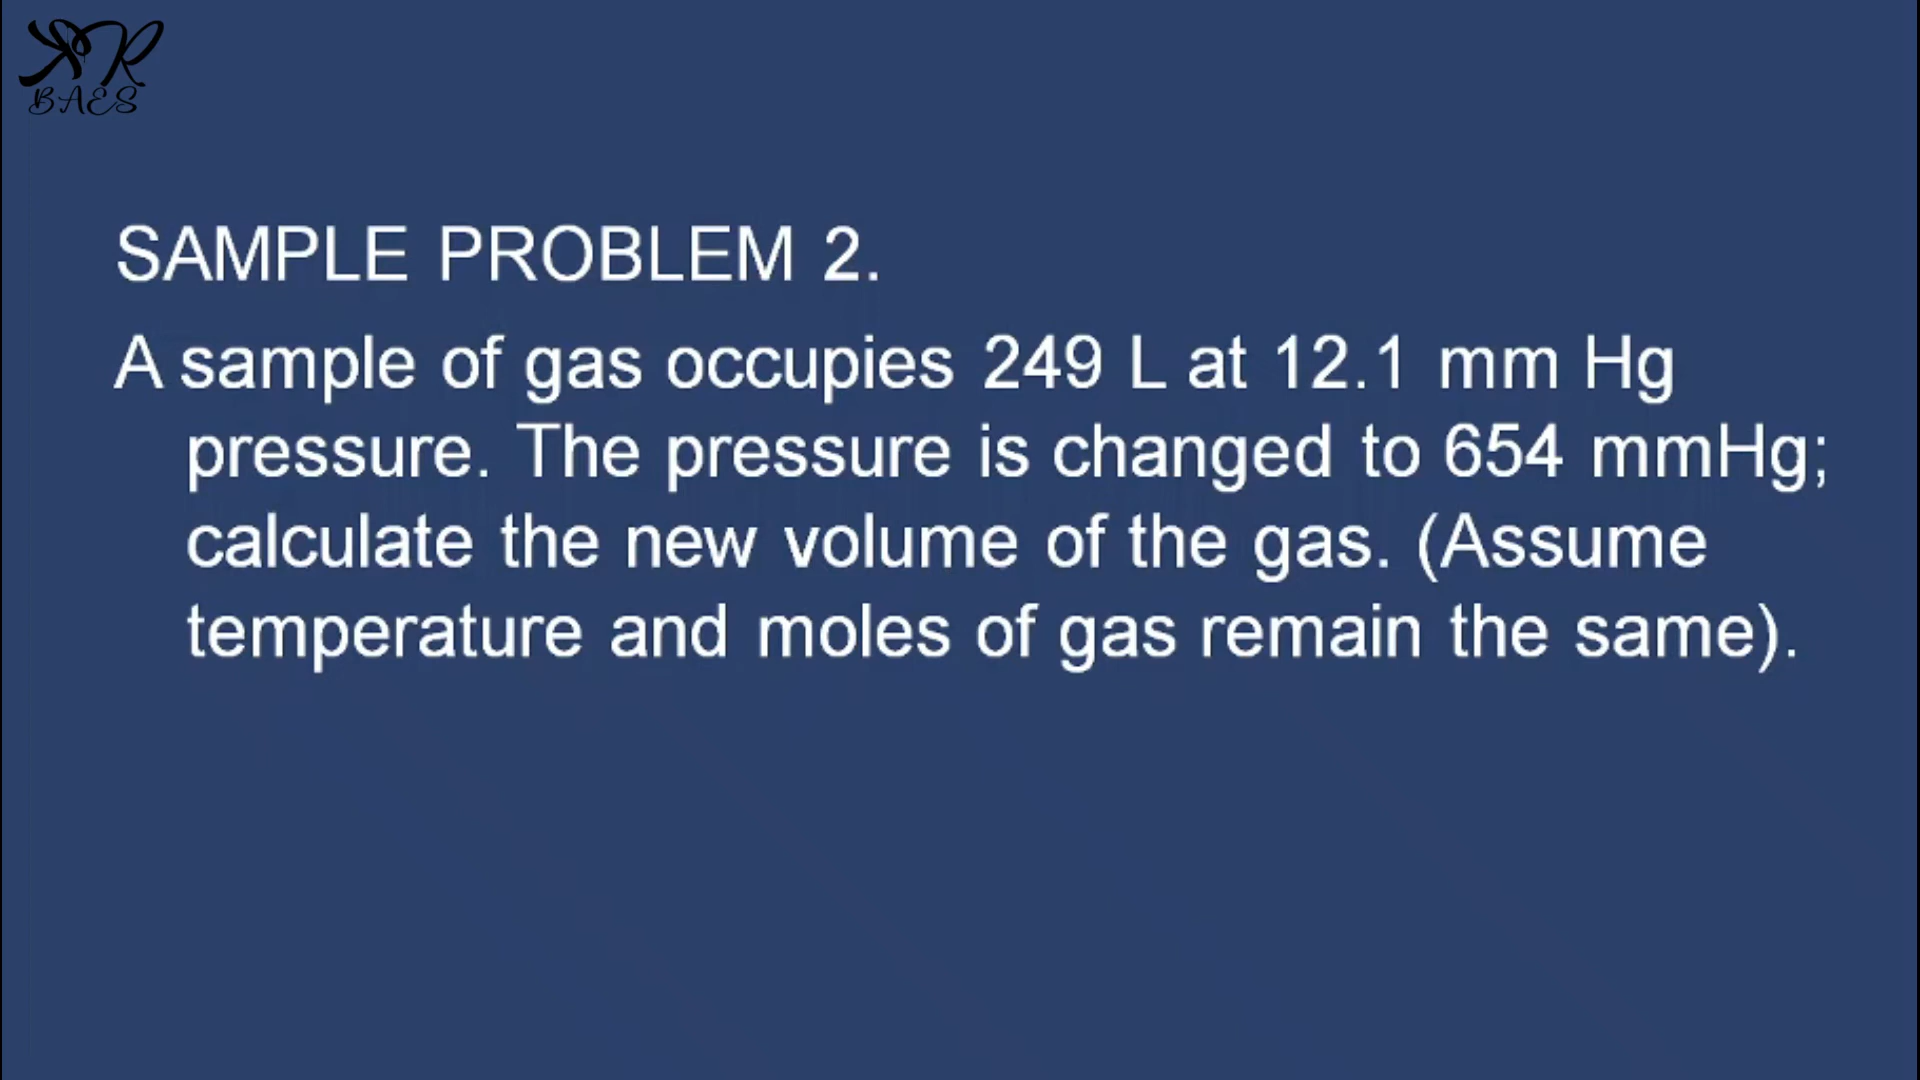 BAES
SAMPLE PROBLEM 2.
A sample of gas occupies 249 L at 12.1 mm Hg
pressure. The pressure is changed to 654 mmHg;
calculate the new volume of the gas. (Assume
temperature and moles of gas remain the same).